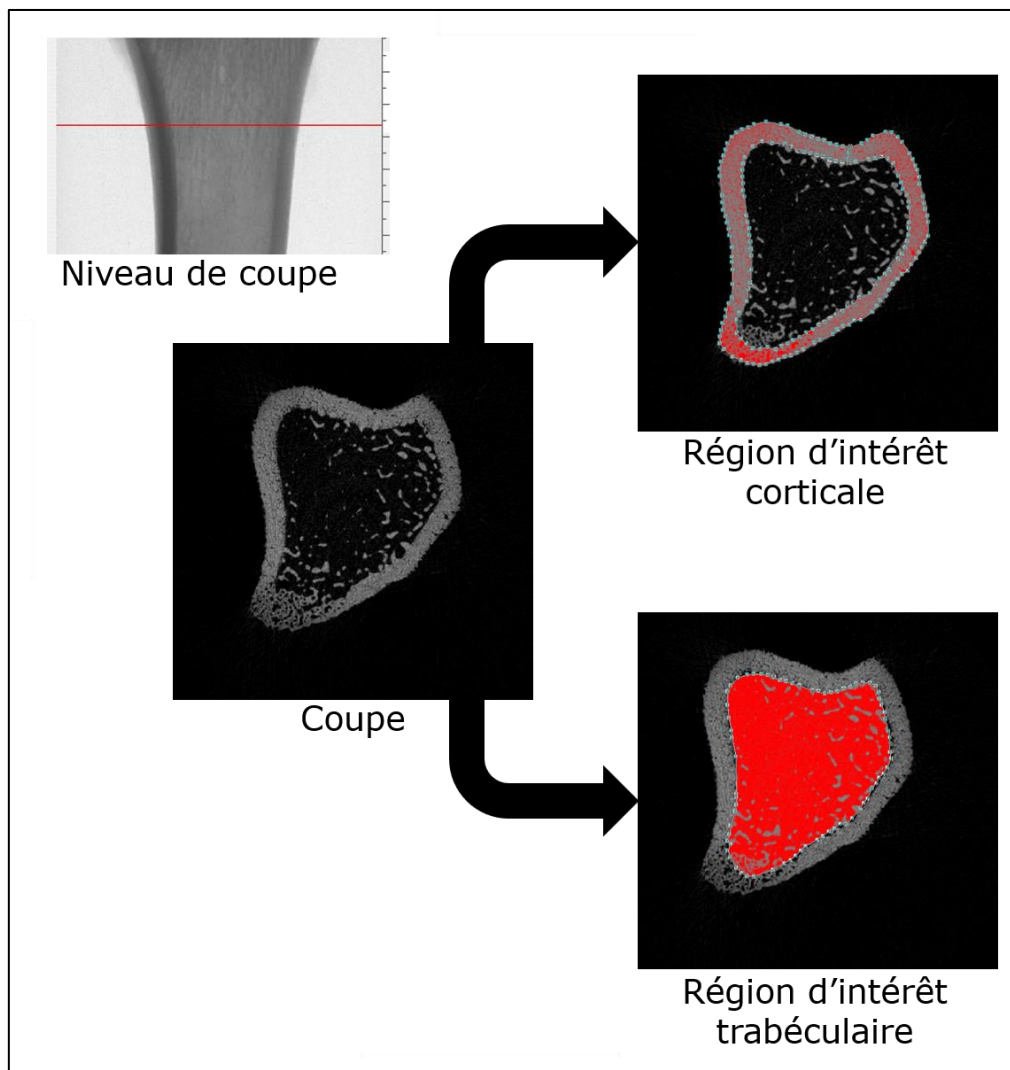 Niveau de coupe
Région d'intérêt
corticale
Coupe
Région d'intérêt
trabéculaire